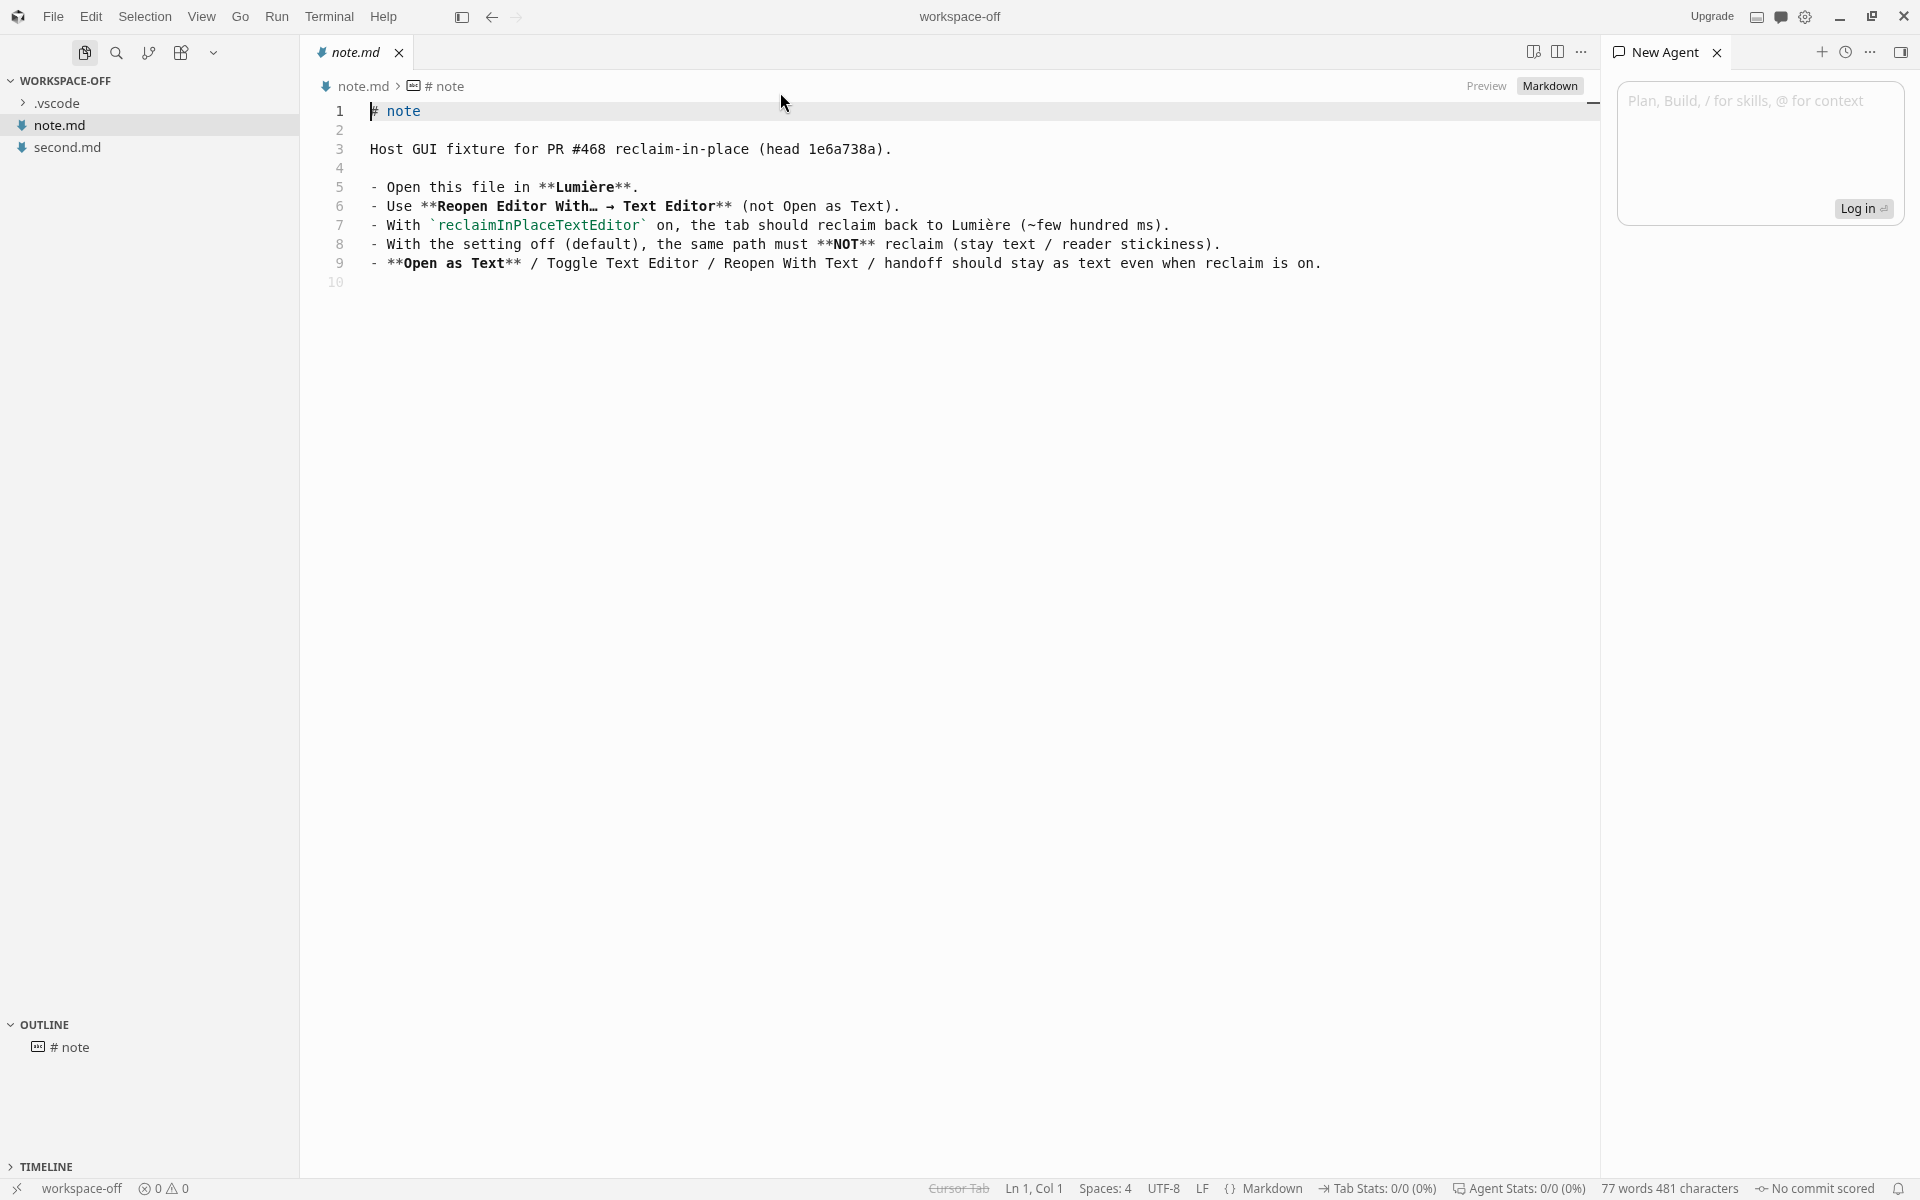 File Edit Selection View Go Run Terminal Help
workspace-off
Upgrade
WORKSPACE-OFF
.vscode
note.md
second.md
OUTLINE
# note
TIMELINE
note.md
note.md > # note
Preview Markdown
1 # note
2
3 Host GUI fixture for PR #468 reclaim-in-place (head 1e6a738a).
4
5 - Open this file in **Lumière**.
6 - Use **Reopen Editor With… → Text Editor** (not Open as Text).
7 - With `reclaimInPlaceTextEditor` on, the tab should reclaim back to Lumière (~few hundred ms).
8 - With the setting off (default), the same path must **NOT** reclaim (stay text / reader stickiness).
9 - **Open as Text** / Toggle Text Editor / Reopen With Text / handoff should stay as text even when reclaim is on.
10
New Agent
Plan, Build, / for skills, @ for context
Log in ⏎
workspace-off 0 0
Cursor Tab Ln 1, Col 1 Spaces: 4 UTF-8 LF { } Markdown Tab Stats: 0/0 (0%) Agent Stats: 0/0 (0%) 77 words 481 characters No commit scored